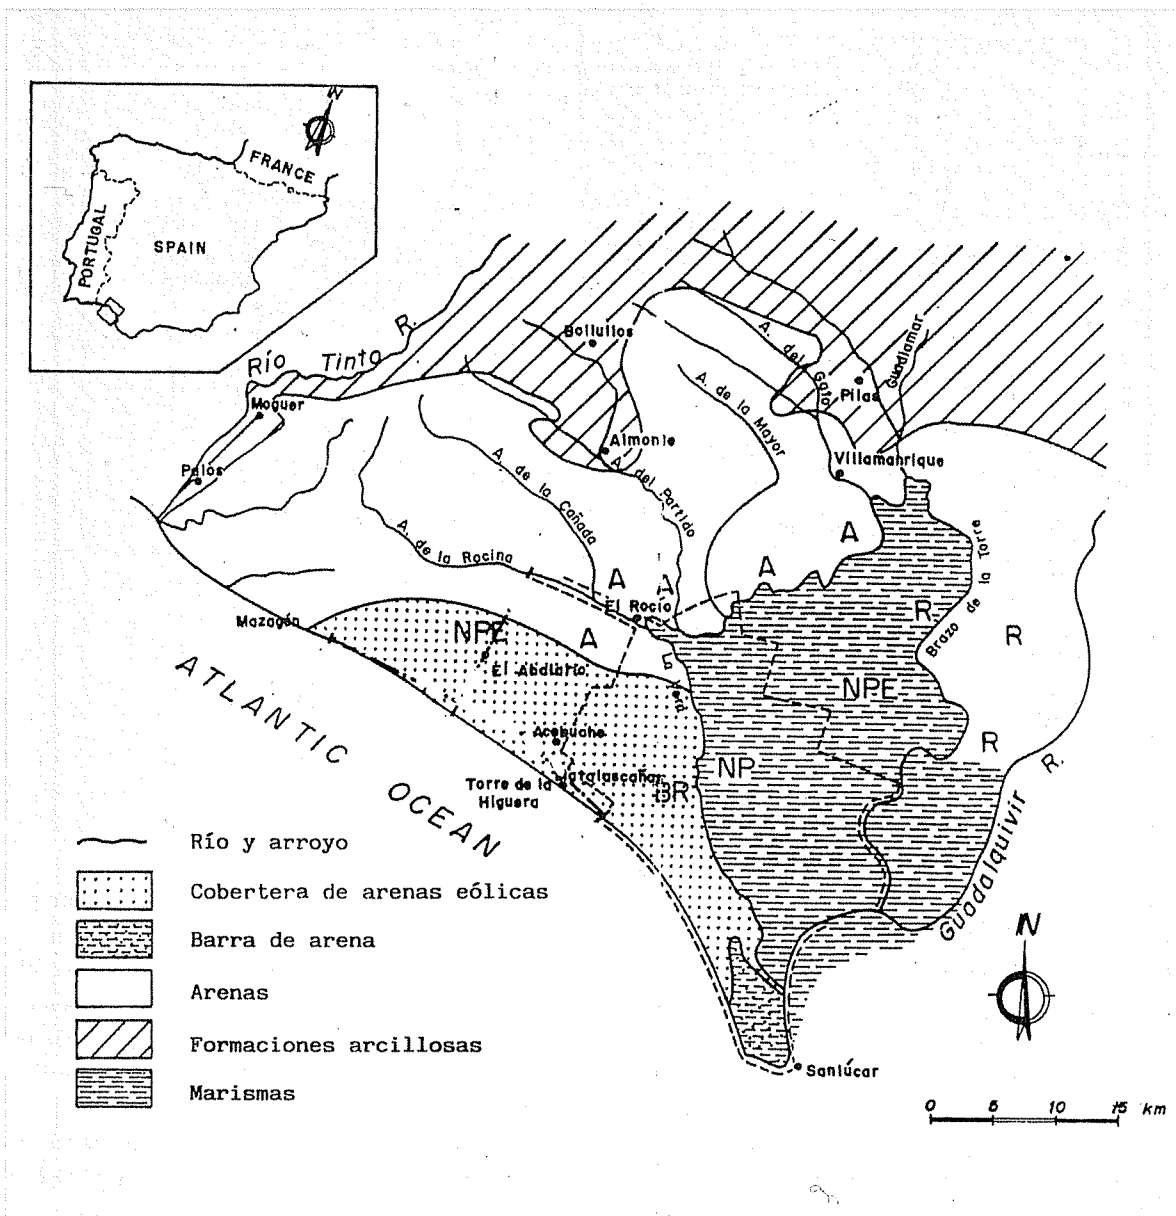 N
FRANCE
PORTUGAL
SPAIN
Río Tinto R.
Moguer
Palos
Bollullos
A. del Gato
Guadiamar
Pilas
A. de la Mayor
Almonte
A. del Partido
Villamanrique
A. de la Cañada
A. de la Rocina
A
A
A
A
Brazo de la Torre
El Rocío
R
R
Mazagón
NPE
A
El Abalario
NPE
R
Acebuche
NP
Matalascañas
BR
Torre de la
Higuera
ATLANTIC OCEAN
Guadalquivir R.
Río y arroyo
Cobertera de arenas eólicas
Barra de arena
Arenas
Formaciones arcillosas
Marismas
Sanlúcar
N
0 5 10 15 km